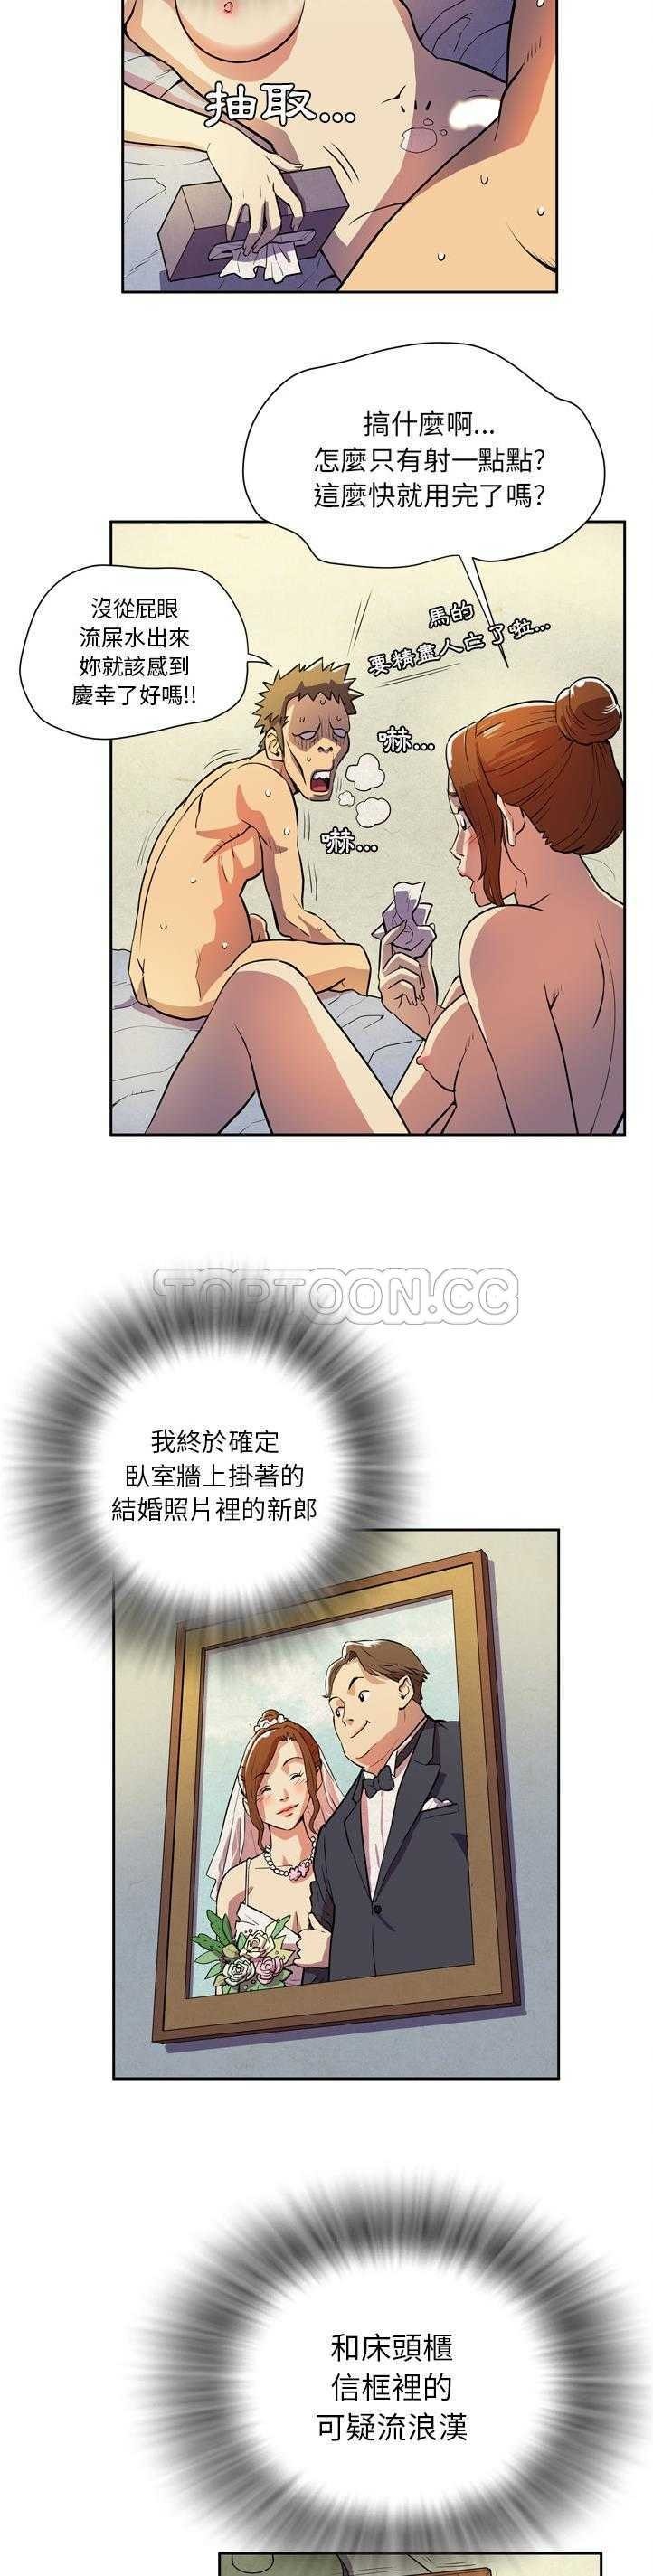 抽取...
搞什麼啊...
怎麼只有射一點點?
這麼快就用完了嗎?
馬的
要精盡人亡了啦...
沒從屁眼
流屎水出來
妳就該感到
慶幸了好嗎!!
嚇...
嚇...
TOPTOON.CC
我終於確定
臥室牆上掛著的
結婚照片裡的新郎
和床頭櫃
信框裡的
可疑流浪漢